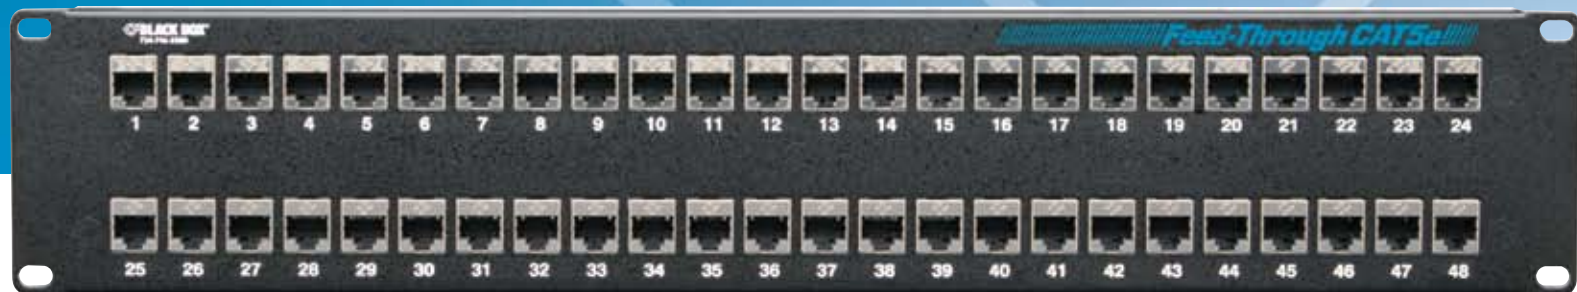 BLACK BOX
Feed-Through CAT5e
1 2 3 4 5 6 7 8 9 10 11 12 13 14 15 16 17 18 19 20 21 22 23 24
25 26 27 28 29 30 31 32 33 34 35 36 37 38 39 40 41 42 43 44 45 46 47 48